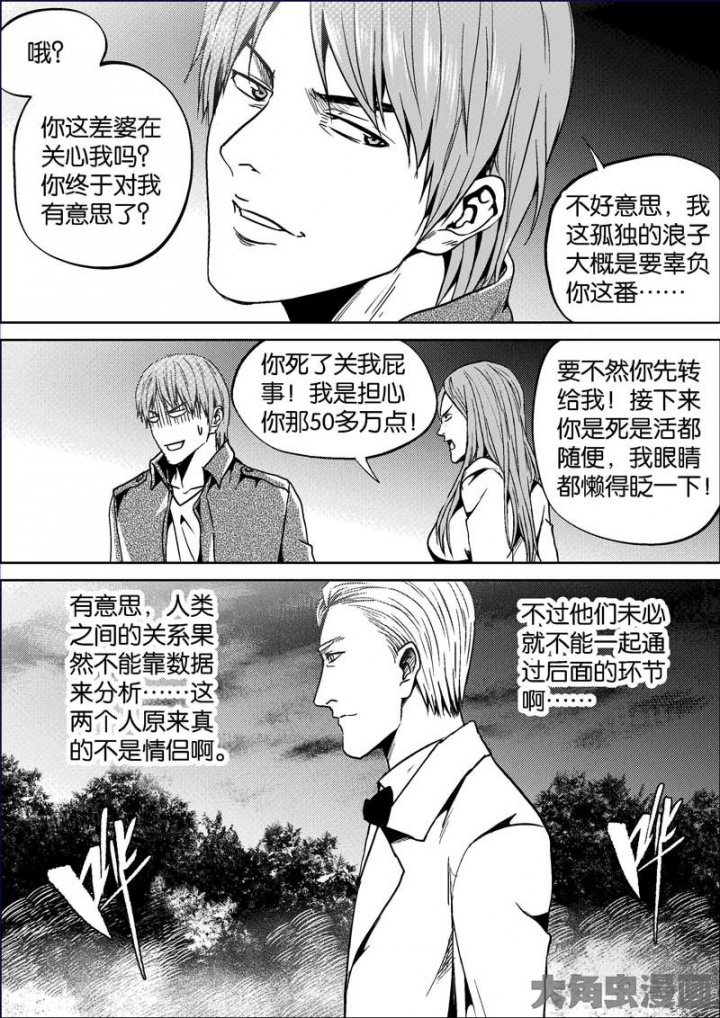 哦？
你这差婆在
关心我吗？
你终于对我
有意思了？
不好意思，我
这孤独的浪子
大概是要辜负
你这番……
你死了关我屁
事！我是担心
你那50多万点！
要不然你先转
给我！接下来
你是死是活都
随便，我眼睛
都懒得眨一下！
有意思，人类
之间的关系果
然不能靠数据
来分析……这
两个人原来真
的不是情侣啊。
不过他们未必
就不能一起通
过后面的环节
啊……
大角虫漫画